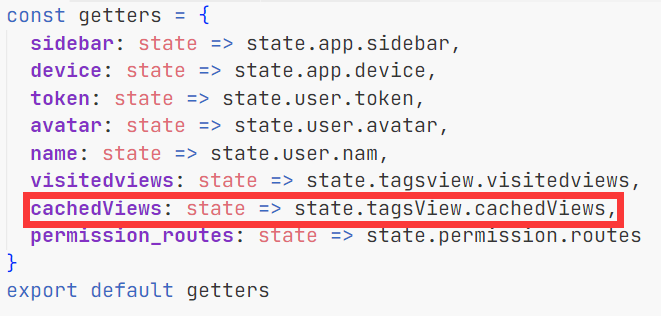 const getters = {
  sidebar: state => state.app.sidebar,
  device: state => state.app.device,
  token: state => state.user.token,
  avatar: state => state.user.avatar,
  name: state => state.user.nam,
  visitedviews: state => state.tagsview.visitedviews,
  cachedViews: state => state.tagsView.cachedViews,
  permission_routes: state => state.permission.routes
}
export default getters